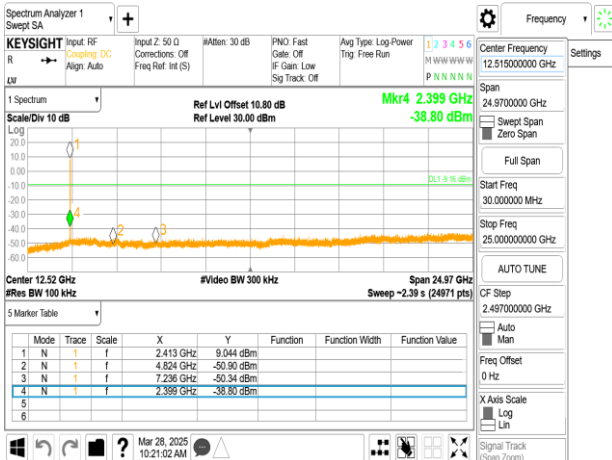 Spectrum Analyzer 1
Swept SA
+
Frequency
KEYSIGHT
R
Input: RF
Coupling: DC
Align: Auto
Input Z: 50 Ω
Corrections: Off
Freq Ref: Int (S)
#Atten: 30 dB
PNO: Fast
Gate: Off
IF Gain: Low
Sig Track: Off
Avg Type: Log-Power
Trig: Free Run
1 2 3 4 5 6
M W W W W W
P N N N N N
1 Spectrum
Scale/Div 10 dB
Ref Lvl Offset 10.80 dB
Ref Level 30.00 dBm
Mkr4 2.399 GHz
-38.80 dBm
Log
20.0
10.0
0.00
-10.0
-20.0
-30.0
-40.0
-50.0
-60.0
1
2
3
4
DL1 -9.16 dBm
Center 12.52 GHz
#Res BW 100 kHz
#Video BW 300 kHz
Span 24.97 GHz
Sweep ~2.39 s (24971 pts)
5 Marker Table
Mode Trace Scale X Y Function Function Width Function Value
1 N 1 f 2.413 GHz 9.044 dBm
2 N 1 f 4.824 GHz -50.90 dBm
3 N 1 f 7.236 GHz -50.34 dBm
4 N 1 f 2.399 GHz -38.80 dBm
5
6
?
Mar 28, 2025
10:21:02 AM
Center Frequency
12.515000000 GHz
Span
24.9700000 GHz
Swept Span
Zero Span
Full Span
Start Freq
30.000000 MHz
Stop Freq
25.000000000 GHz
AUTO TUNE
CF Step
2.497000000 GHz
Auto
Man
Freq Offset
0 Hz
X Axis Scale
Log
Lin
Signal Track
(Span Zoom)
Settings